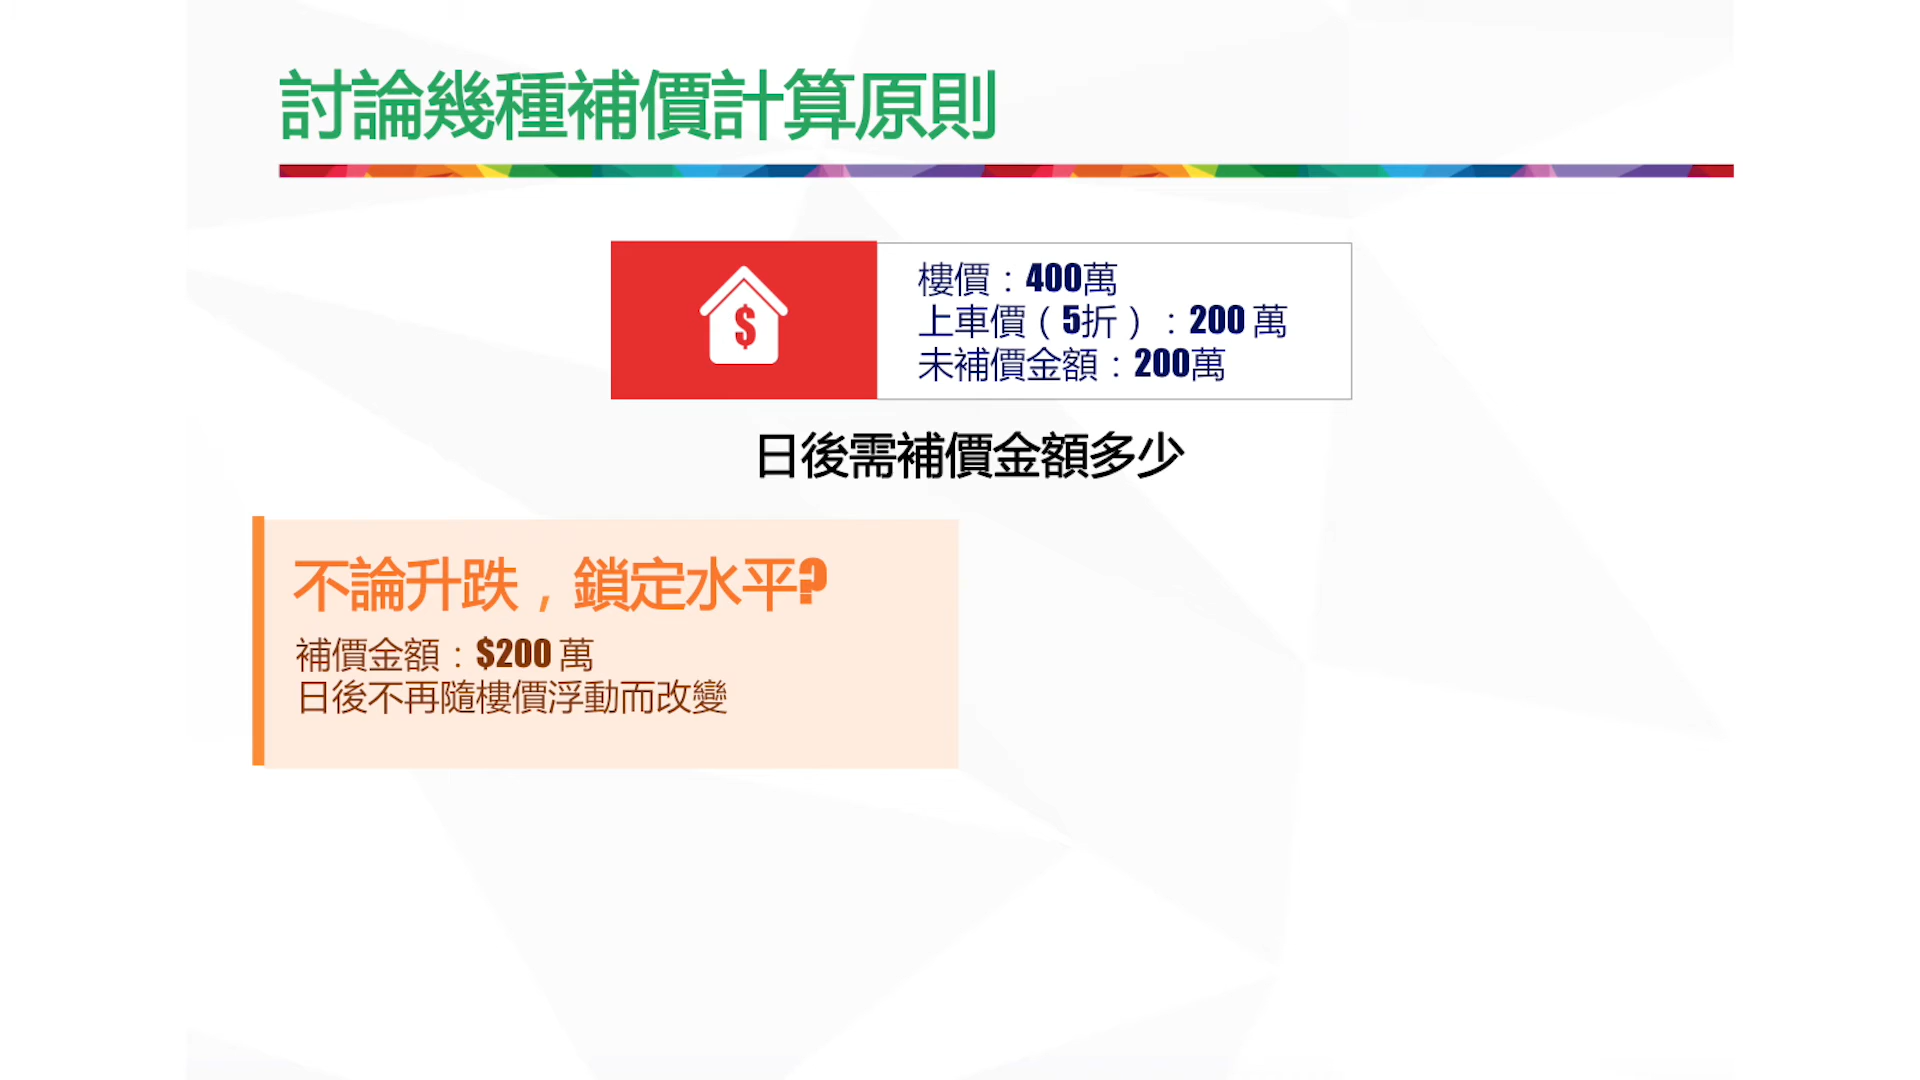 討論幾種補價計算原則
$
樓價：400萬
上車價（5折）：200 萬
未補價金額：200萬
日後需補價金額多少
不論升跌，鎖定水平?
補價金額：$200 萬
日後不再隨樓價浮動而改變